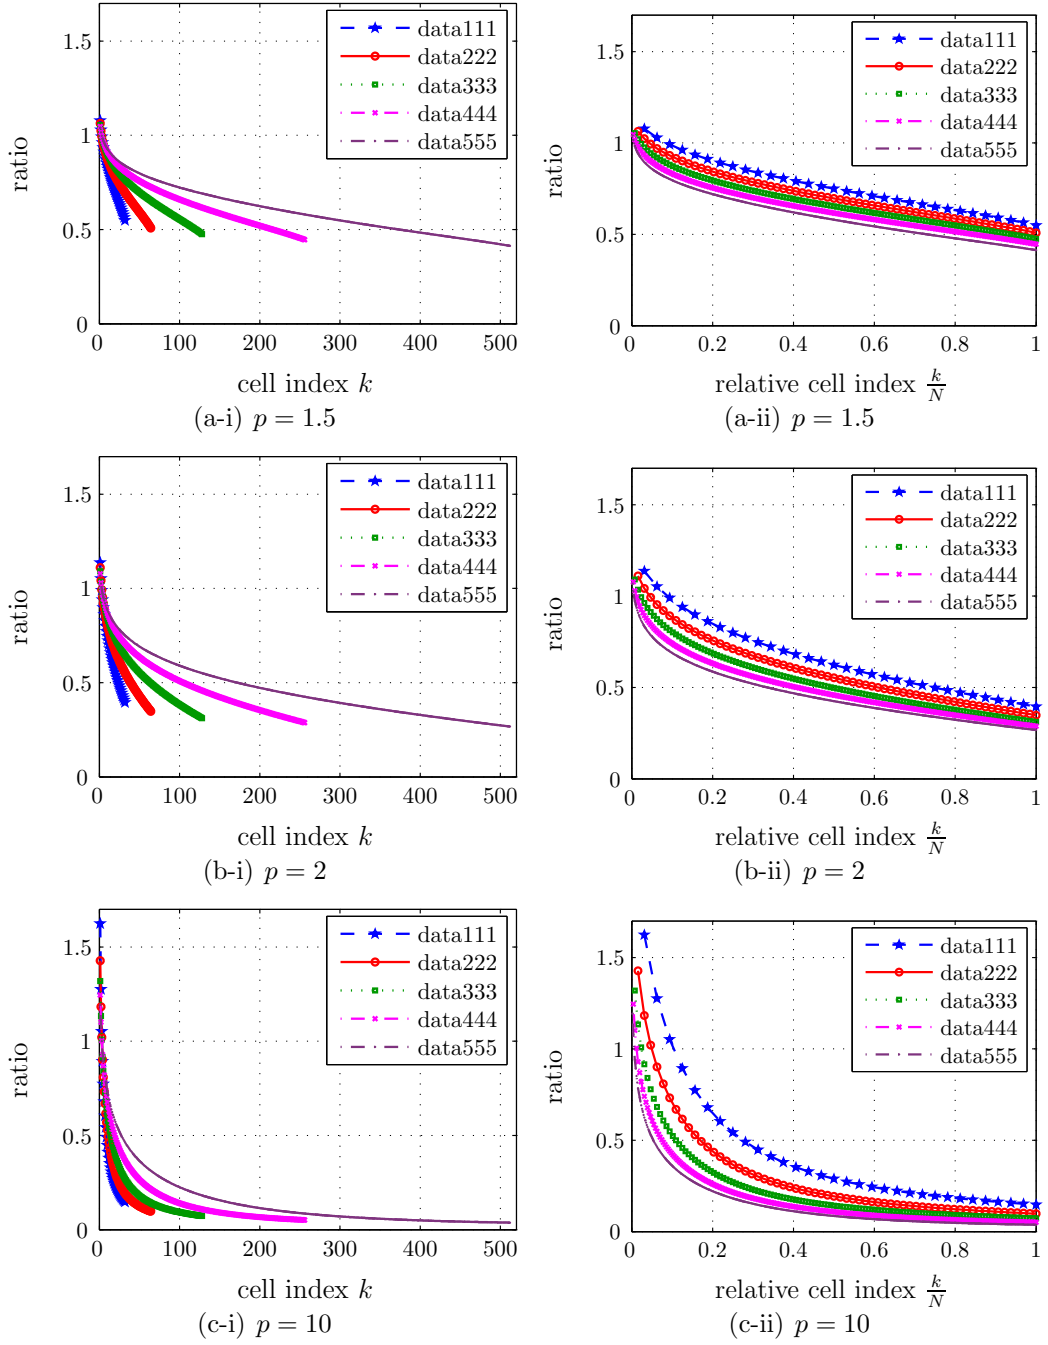 1.5
1
0.5
0
ratio
0 100 200 300 400 500
cell index k
data111
data222
data333
data444
data555
(a-i) p = 1.5
1.5
1
0.5
0
ratio
0 0.2 0.4 0.6 0.8 1
relative cell index k/N
data111
data222
data333
data444
data555
(a-ii) p = 1.5
1.5
1
0.5
0
ratio
0 100 200 300 400 500
cell index k
data111
data222
data333
data444
data555
(b-i) p = 2
1.5
1
0.5
0
ratio
0 0.2 0.4 0.6 0.8 1
relative cell index k/N
data111
data222
data333
data444
data555
(b-ii) p = 2
1.5
1
0.5
0
ratio
0 100 200 300 400 500
cell index k
data111
data222
data333
data444
data555
(c-i) p = 10
1.5
1
0.5
0
ratio
0 0.2 0.4 0.6 0.8 1
relative cell index k/N
data111
data222
data333
data444
data555
(c-ii) p = 10